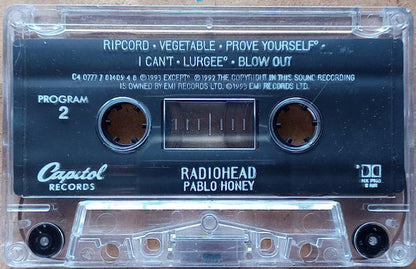 RIPCORD • VEGETABLE • PROVE YOURSELF° •
I CAN'T • LURGEE° • BLOW OUT
C4 0777 7 81409 4 8 ℗1993 EXCEPT° ℗1992 THE COPYRIGHT IN THIS SOUND RECORDING
IS OWNED BY EMI RECORDS LTD. ©1993 EMI RECORDS LTD.
PROGRAM
2
Capitol
RECORDS
RADIOHEAD
PABLO HONEY